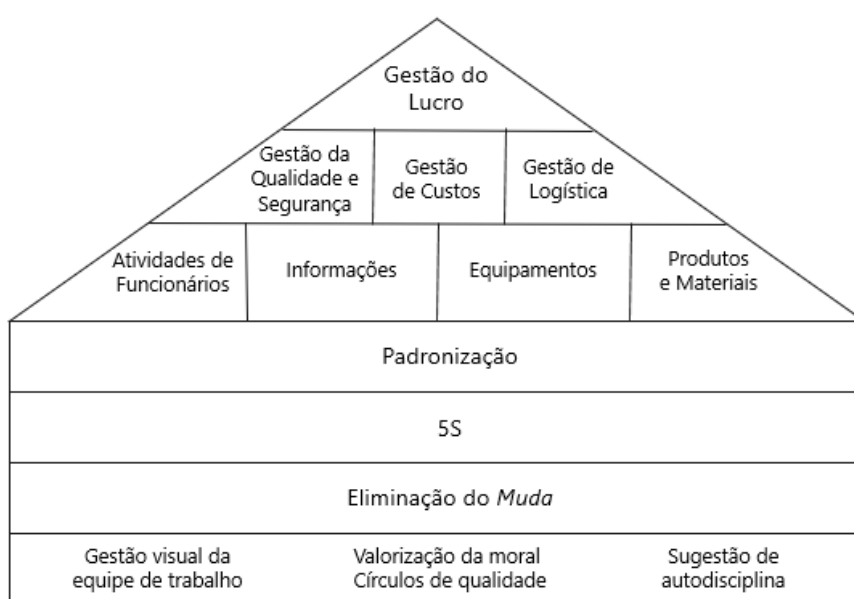 Gestão do
Lucro
Gestão da
Qualidade e
Segurança
Gestão
de Custos
Gestão de
Logística
Atividades de
Funcionários
Informações
Equipamentos
Produtos
e Materiais
Padronização
5S
Eliminação do Muda
Gestão visual da
equipe de trabalho
Valorização da moral
Círculos de qualidade
Sugestão de
autodisciplina